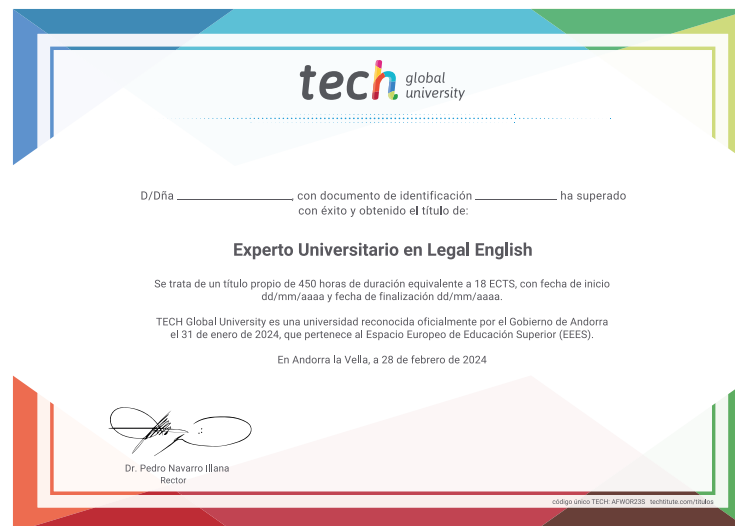 tech global
university
D/Dña ____________________, con documento de identificación ______________ ha superado
con éxito y obtenido el título de:
Experto Universitario en Legal English
Se trata de un título propio de 450 horas de duración equivalente a 18 ECTS, con fecha de inicio
dd/mm/aaaa y fecha de finalización dd/mm/aaaa.
TECH Global University es una universidad reconocida oficialmente por el Gobierno de Andorra
el 31 de enero de 2024, que pertenece al Espacio Europeo de Educación Superior (EEES).
En Andorra la Vella, a 28 de febrero de 2024
Dr. Pedro Navarro Illana
Rector
código único TECH: AFWOR23S techtitute.com/titulos